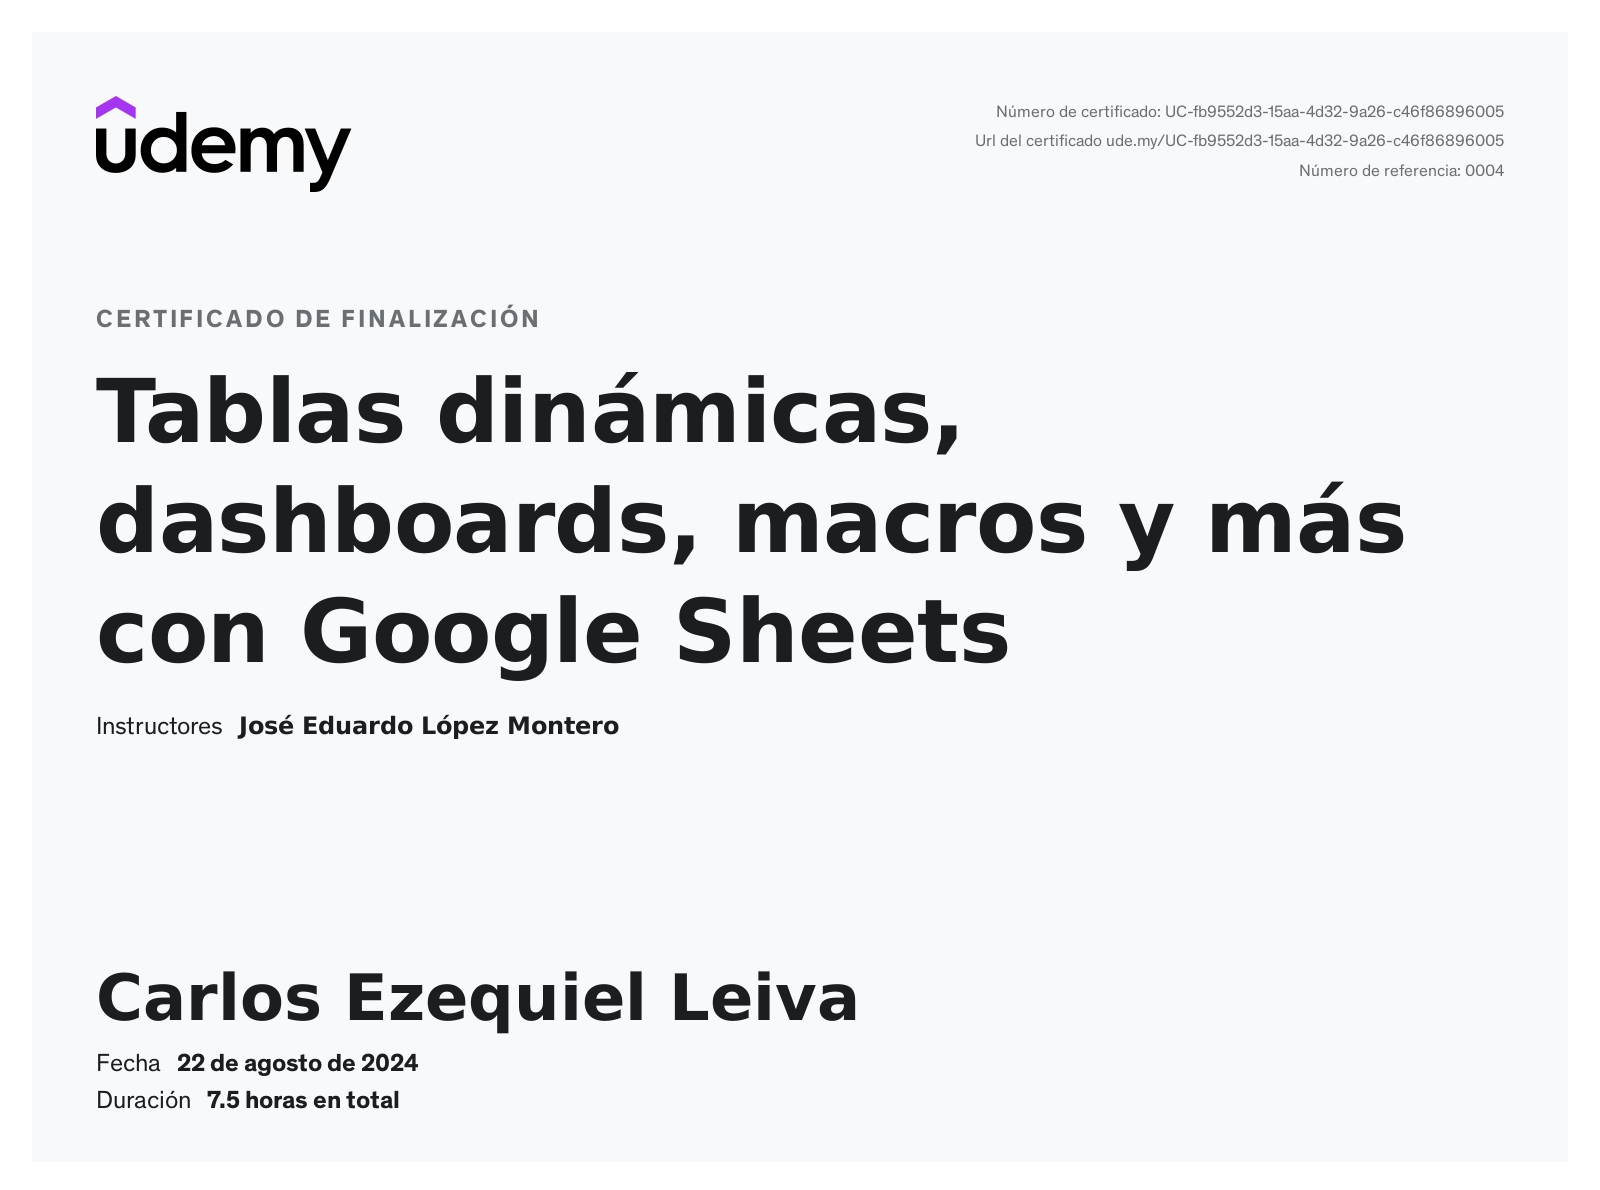 udemy
Número de certificado: UC-fb9552d3-15aa-4d32-9a26-c46f86896005
Url del certificado ude.my/UC-fb9552d3-15aa-4d32-9a26-c46f86896005
Número de referencia: 0004
CERTIFICADO DE FINALIZACIÓN
Tablas dinámicas,
dashboards, macros y más
con Google Sheets
Instructores José Eduardo López Montero
Carlos Ezequiel Leiva
Fecha 22 de agosto de 2024
Duración 7.5 horas en total